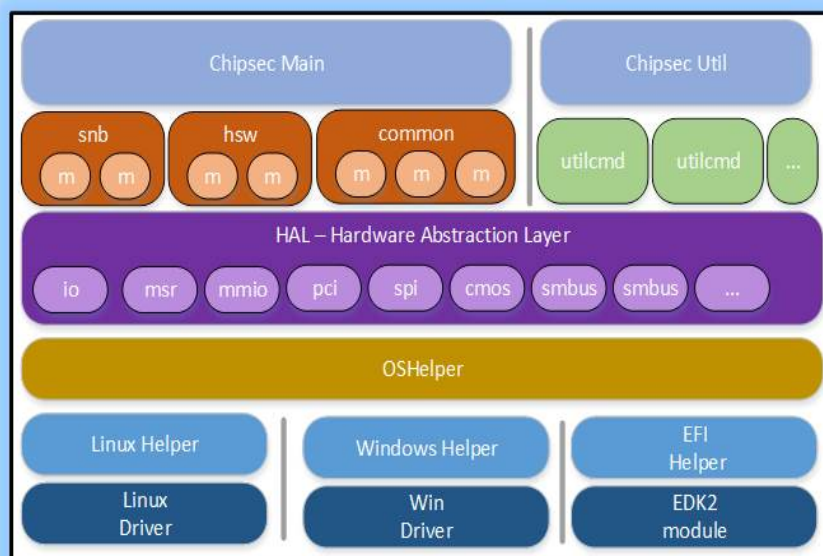 Chipsec Main
Chipsec Util
snb
hsw
common
m m
m m
m m m
utilcmd
utilcmd
...
HAL – Hardware Abstraction Layer
io
msr
mmio
pci
spi
cmos
smbus
smbus
...
OSHelper
Linux Helper
Windows Helper
EFI
Helper
Linux
Driver
Win
Driver
EDK2
module